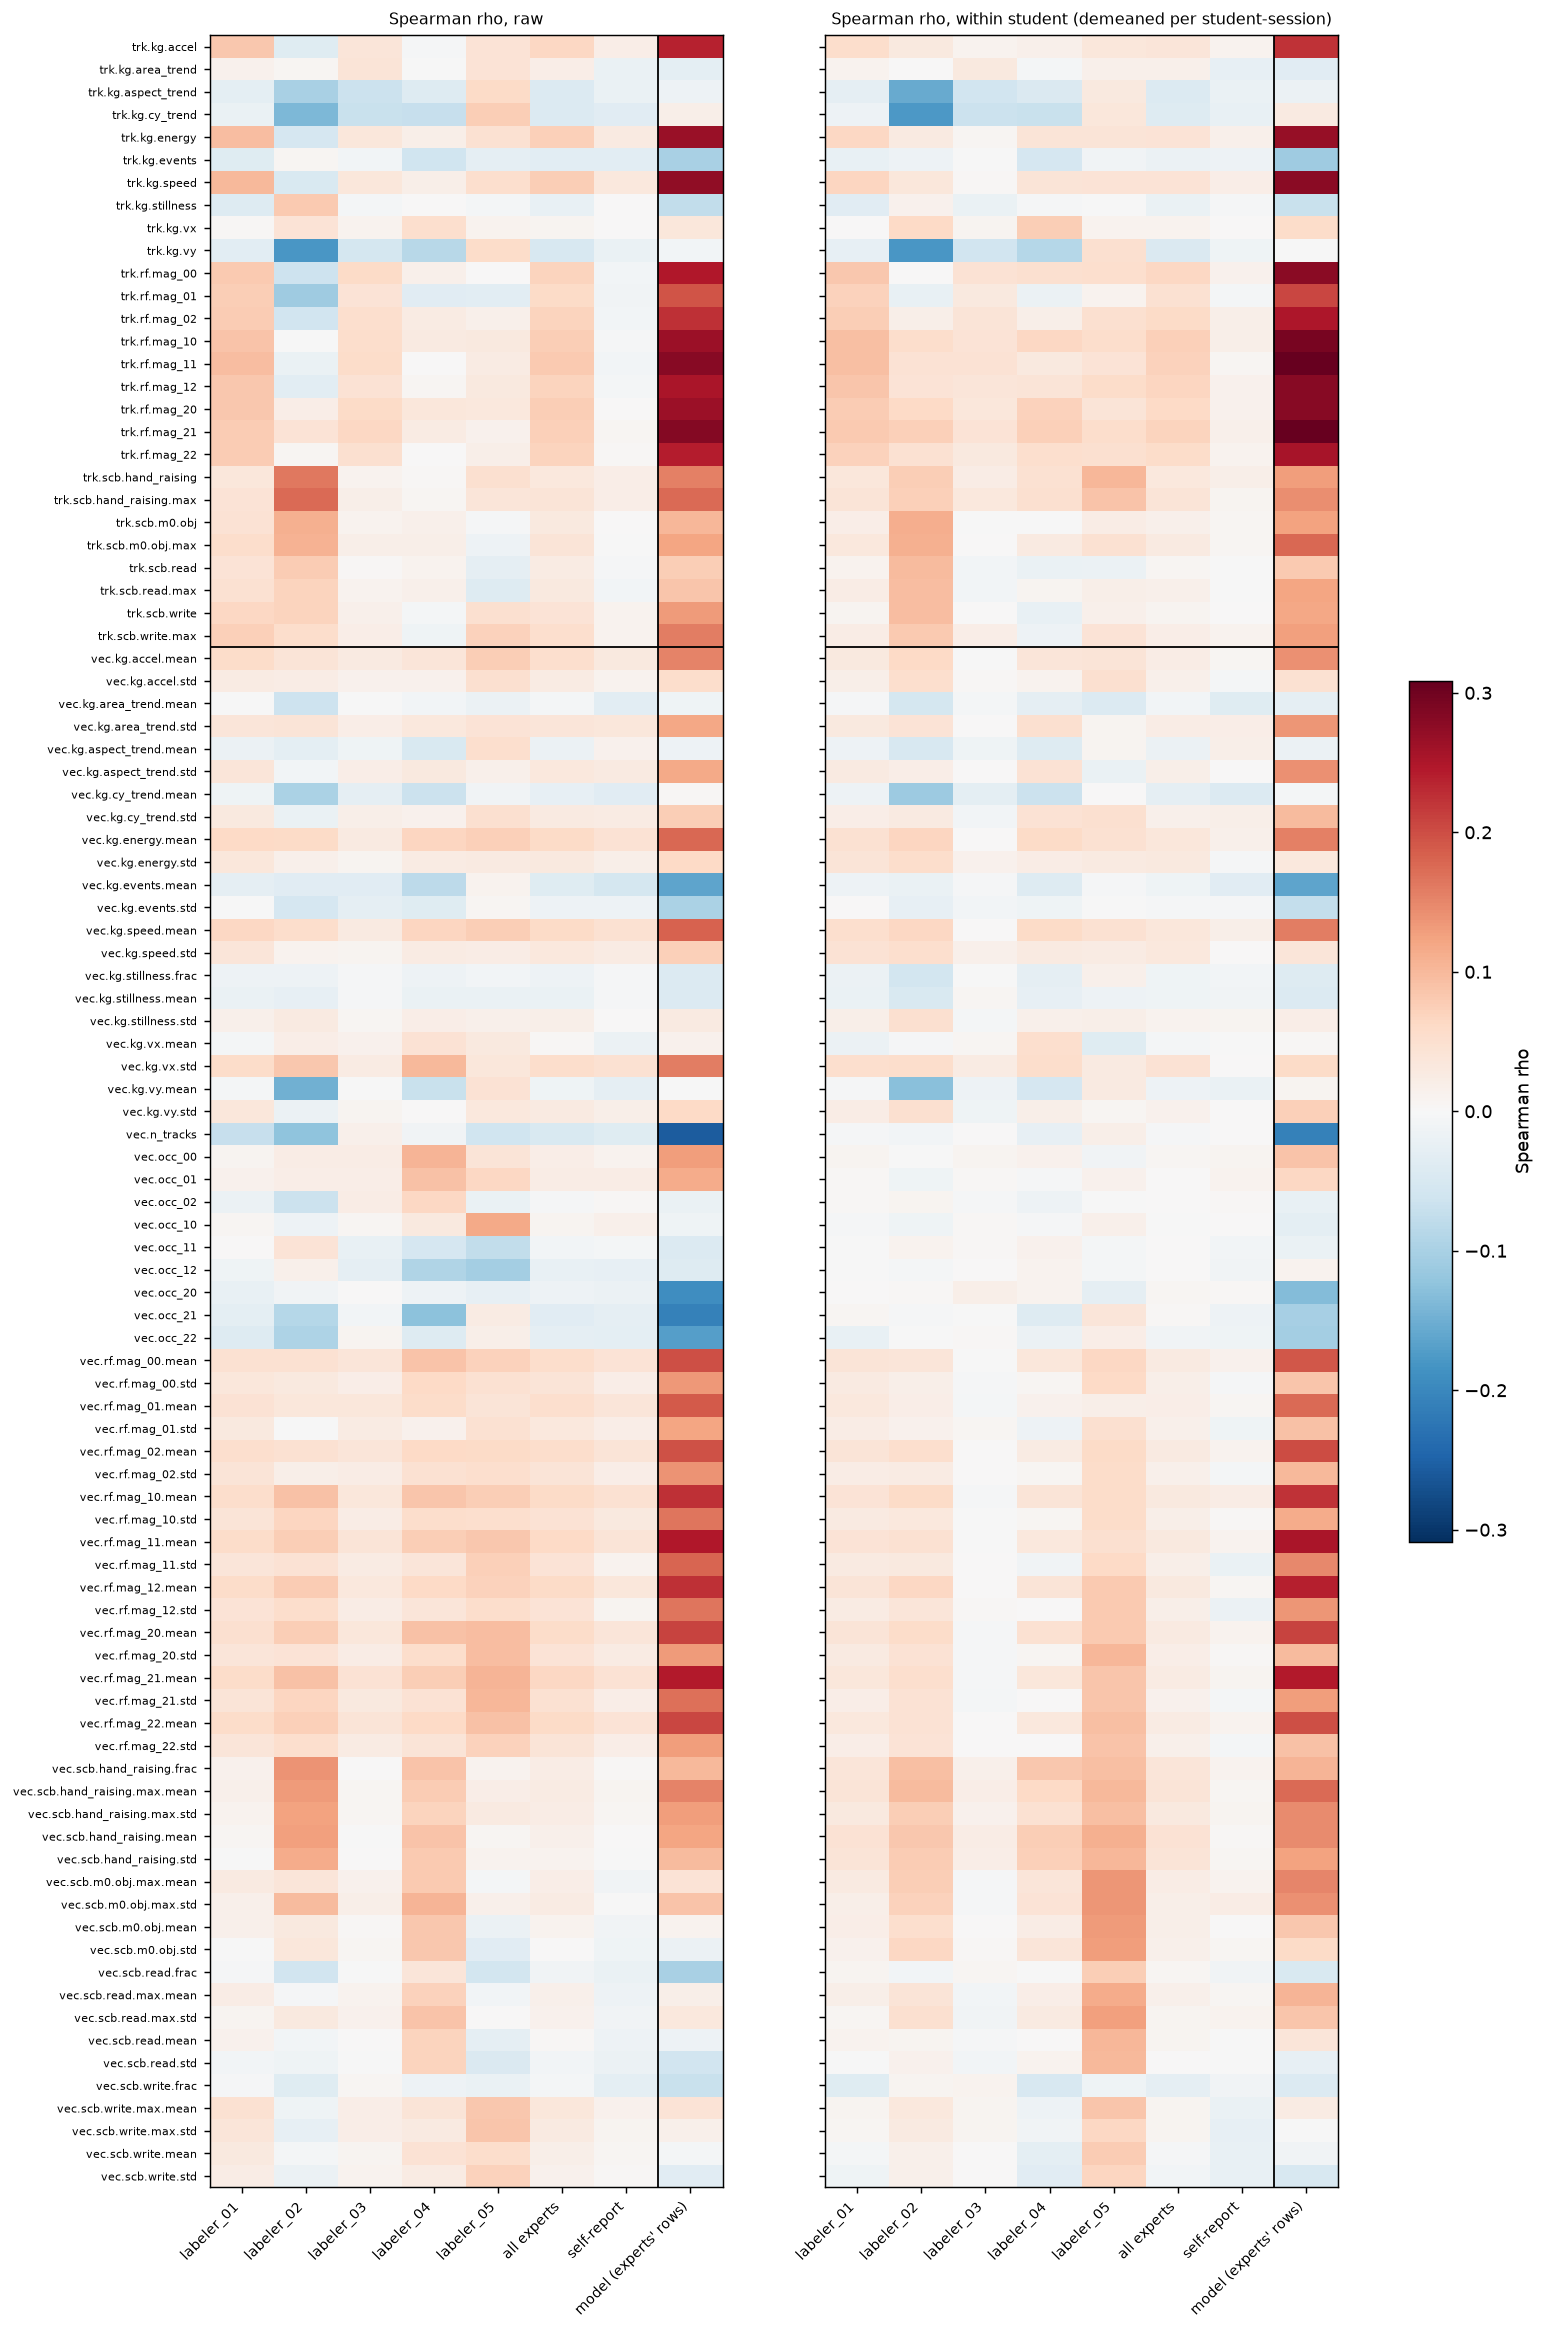 Spearman rho, raw
Spearman rho, within student (demeaned per student-session)
trk.kg.accel
trk.kg.area_trend
trk.kg.aspect_trend
trk.kg.cy_trend
trk.kg.energy
trk.kg.events
trk.kg.speed
trk.kg.stillness
trk.kg.vx
trk.kg.vy
trk.rf.mag_00
trk.rf.mag_01
trk.rf.mag_02
trk.rf.mag_10
trk.rf.mag_11
trk.rf.mag_12
trk.rf.mag_20
trk.rf.mag_21
trk.rf.mag_22
trk.scb.hand_raising
trk.scb.hand_raising.max
trk.scb.m0.obj
trk.scb.m0.obj.max
trk.scb.read
trk.scb.read.max
trk.scb.write
trk.scb.write.max
vec.kg.accel.mean
vec.kg.accel.std
vec.kg.area_trend.mean
vec.kg.area_trend.std
vec.kg.aspect_trend.mean
vec.kg.aspect_trend.std
vec.kg.cy_trend.mean
vec.kg.cy_trend.std
vec.kg.energy.mean
vec.kg.energy.std
vec.kg.events.mean
vec.kg.events.std
vec.kg.speed.mean
vec.kg.speed.std
vec.kg.stillness.frac
vec.kg.stillness.mean
vec.kg.stillness.std
vec.kg.vx.mean
vec.kg.vx.std
vec.kg.vy.mean
vec.kg.vy.std
vec.n_tracks
vec.occ_00
vec.occ_01
vec.occ_02
vec.occ_10
vec.occ_11
vec.occ_12
vec.occ_20
vec.occ_21
vec.occ_22
vec.rf.mag_00.mean
vec.rf.mag_00.std
vec.rf.mag_01.mean
vec.rf.mag_01.std
vec.rf.mag_02.mean
vec.rf.mag_02.std
vec.rf.mag_10.mean
vec.rf.mag_10.std
vec.rf.mag_11.mean
vec.rf.mag_11.std
vec.rf.mag_12.mean
vec.rf.mag_12.std
vec.rf.mag_20.mean
vec.rf.mag_20.std
vec.rf.mag_21.mean
vec.rf.mag_21.std
vec.rf.mag_22.mean
vec.rf.mag_22.std
vec.scb.hand_raising.frac
vec.scb.hand_raising.max.mean
vec.scb.hand_raising.max.std
vec.scb.hand_raising.mean
vec.scb.hand_raising.std
vec.scb.m0.obj.max.mean
vec.scb.m0.obj.max.std
vec.scb.m0.obj.mean
vec.scb.m0.obj.std
vec.scb.read.frac
vec.scb.read.max.mean
vec.scb.read.max.std
vec.scb.read.mean
vec.scb.read.std
vec.scb.write.frac
vec.scb.write.max.mean
vec.scb.write.max.std
vec.scb.write.mean
vec.scb.write.std
labeler_01
labeler_02
labeler_03
labeler_04
labeler_05
all experts
self-report
model (experts' rows)
labeler_01
labeler_02
labeler_03
labeler_04
labeler_05
all experts
self-report
model (experts' rows)
0.3
0.2
0.1
0.0
−0.1
−0.2
−0.3
Spearman rho